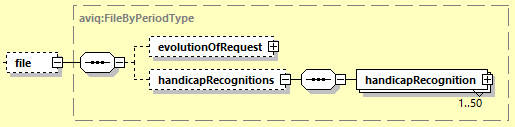 aviq:FileByPeriodType
file
evolutionOfRequest
handicapRecognitions
handicapRecognition
1..50